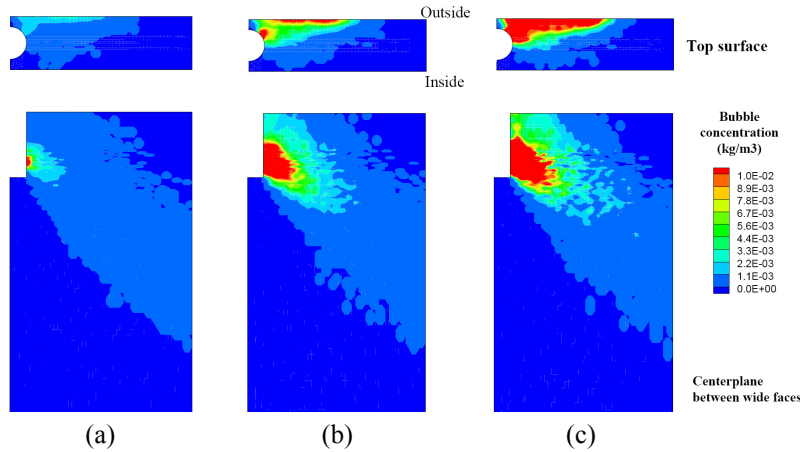 Outside
Top surface
Inside
Bubble
concentration
(kg/m3)
1.0E-02
9.9E-03
7.8E-03
6.7E-03
5.6E-03
4.4E-03
3.3E-03
2.2E-03
1.1E-03
0.0E+00
Centerplane
between wide faces
(a) (b) (c)